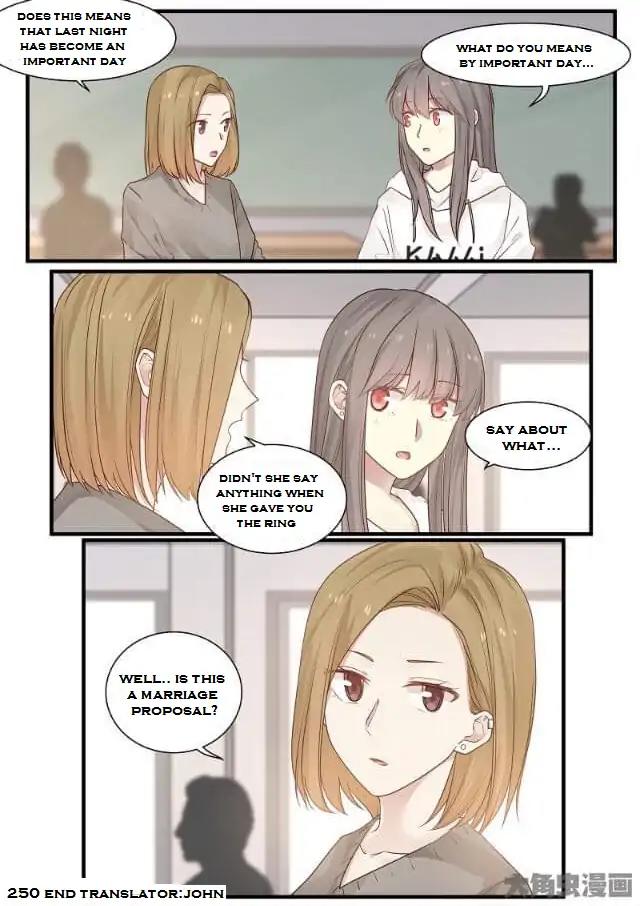 DOES THIS MEANS
THAT LAST NIGHT
HAS BECOME AN
IMPORTANT DAY
WHAT DO YOU MEANS
BY IMPORTANT DAY...
SAY ABOUT
WHAT...
DIDN'T SHE SAY
ANYTHING WHEN
SHE GAVE YOU
THE RING
WELL.. IS THIS
A MARRIAGE
PROPOSAL?
250 END TRANSLATOR:JOHN
大角虫漫画